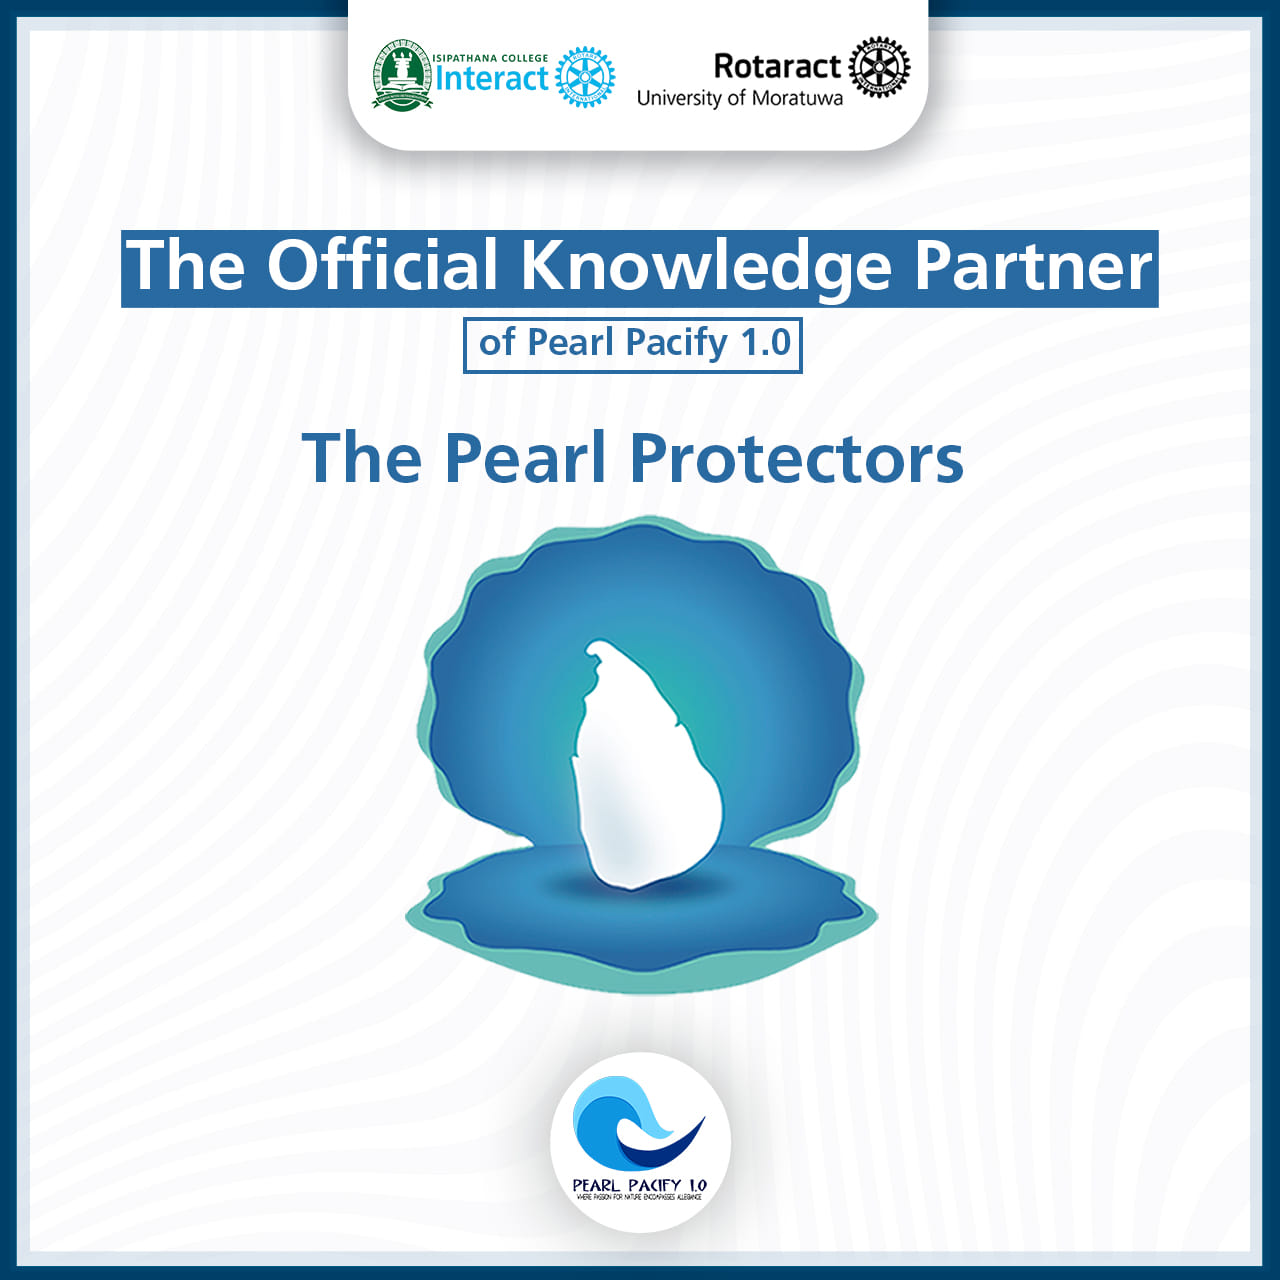 ISIPATHANA COLLEGE
Interact
Rotaract
University of Moratuwa
The Official Knowledge Partner
of Pearl Pacify 1.0
The Pearl Protectors
PEARL PACIFY 1.0
WHERE PASSION FOR NATURE ENCOAPASSES ALLEGIANCE